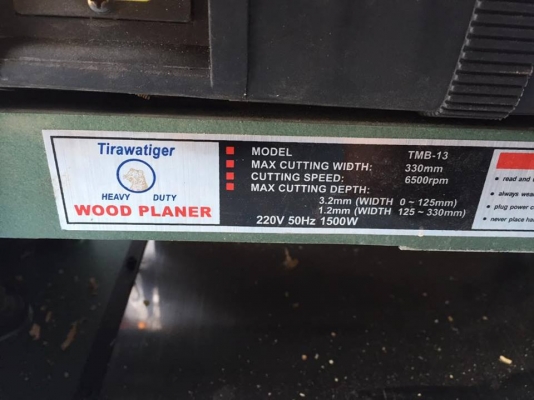 Tirawatiger
HEAVY DUTY
WOOD PLANER
MODEL TMB-13
MAX CUTTING WIDTH: 330mm
CUTTING SPEED: 6500rpm
MAX CUTTING DEPTH:
3.2mm (WIDTH 0 ~ 125mm)
1.2mm (WIDTH 125 ~ 330mm)
220V 50Hz 1500W
• read and
• always wea
• plug power c
• never place ha